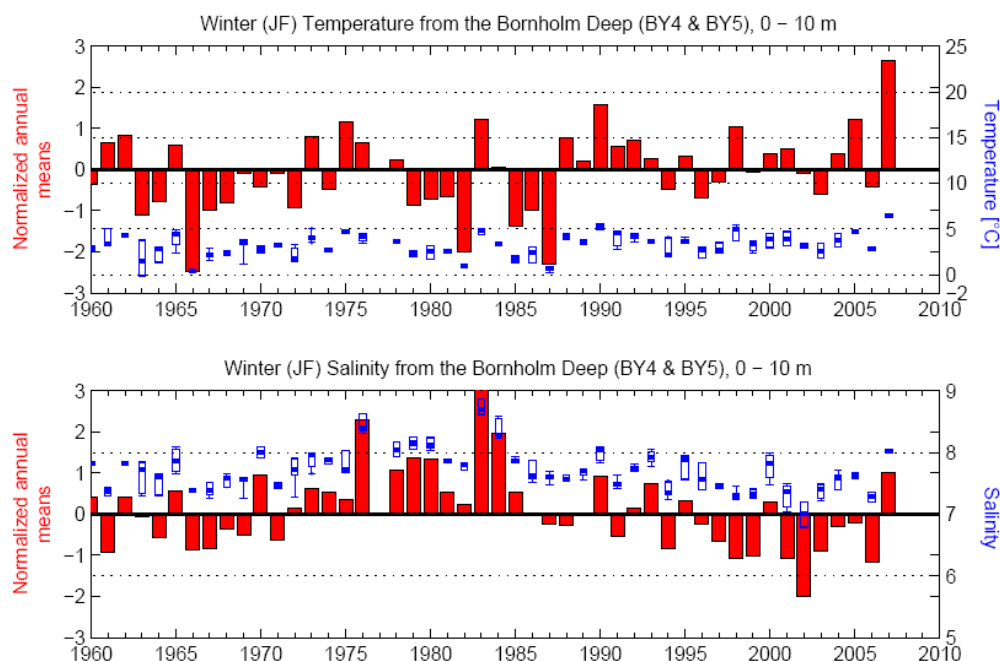 Winter (JF) Temperature from the Bornholm Deep (BY4 & BY5), 0 − 10 m
3
2
1
0
−1
−2
−3
Normalized annual
means
25
20
15
10
5
0
−2
Temperature [°C]
1960 1965 1970 1975 1980 1985 1990 1995 2000 2005 2010
Winter (JF) Salinity from the Bornholm Deep (BY4 & BY5), 0 − 10 m
3
2
1
0
−1
−2
−3
Normalized annual
means
9
8
7
6
5
Salinity
1960 1965 1970 1975 1980 1985 1990 1995 2000 2005 2010